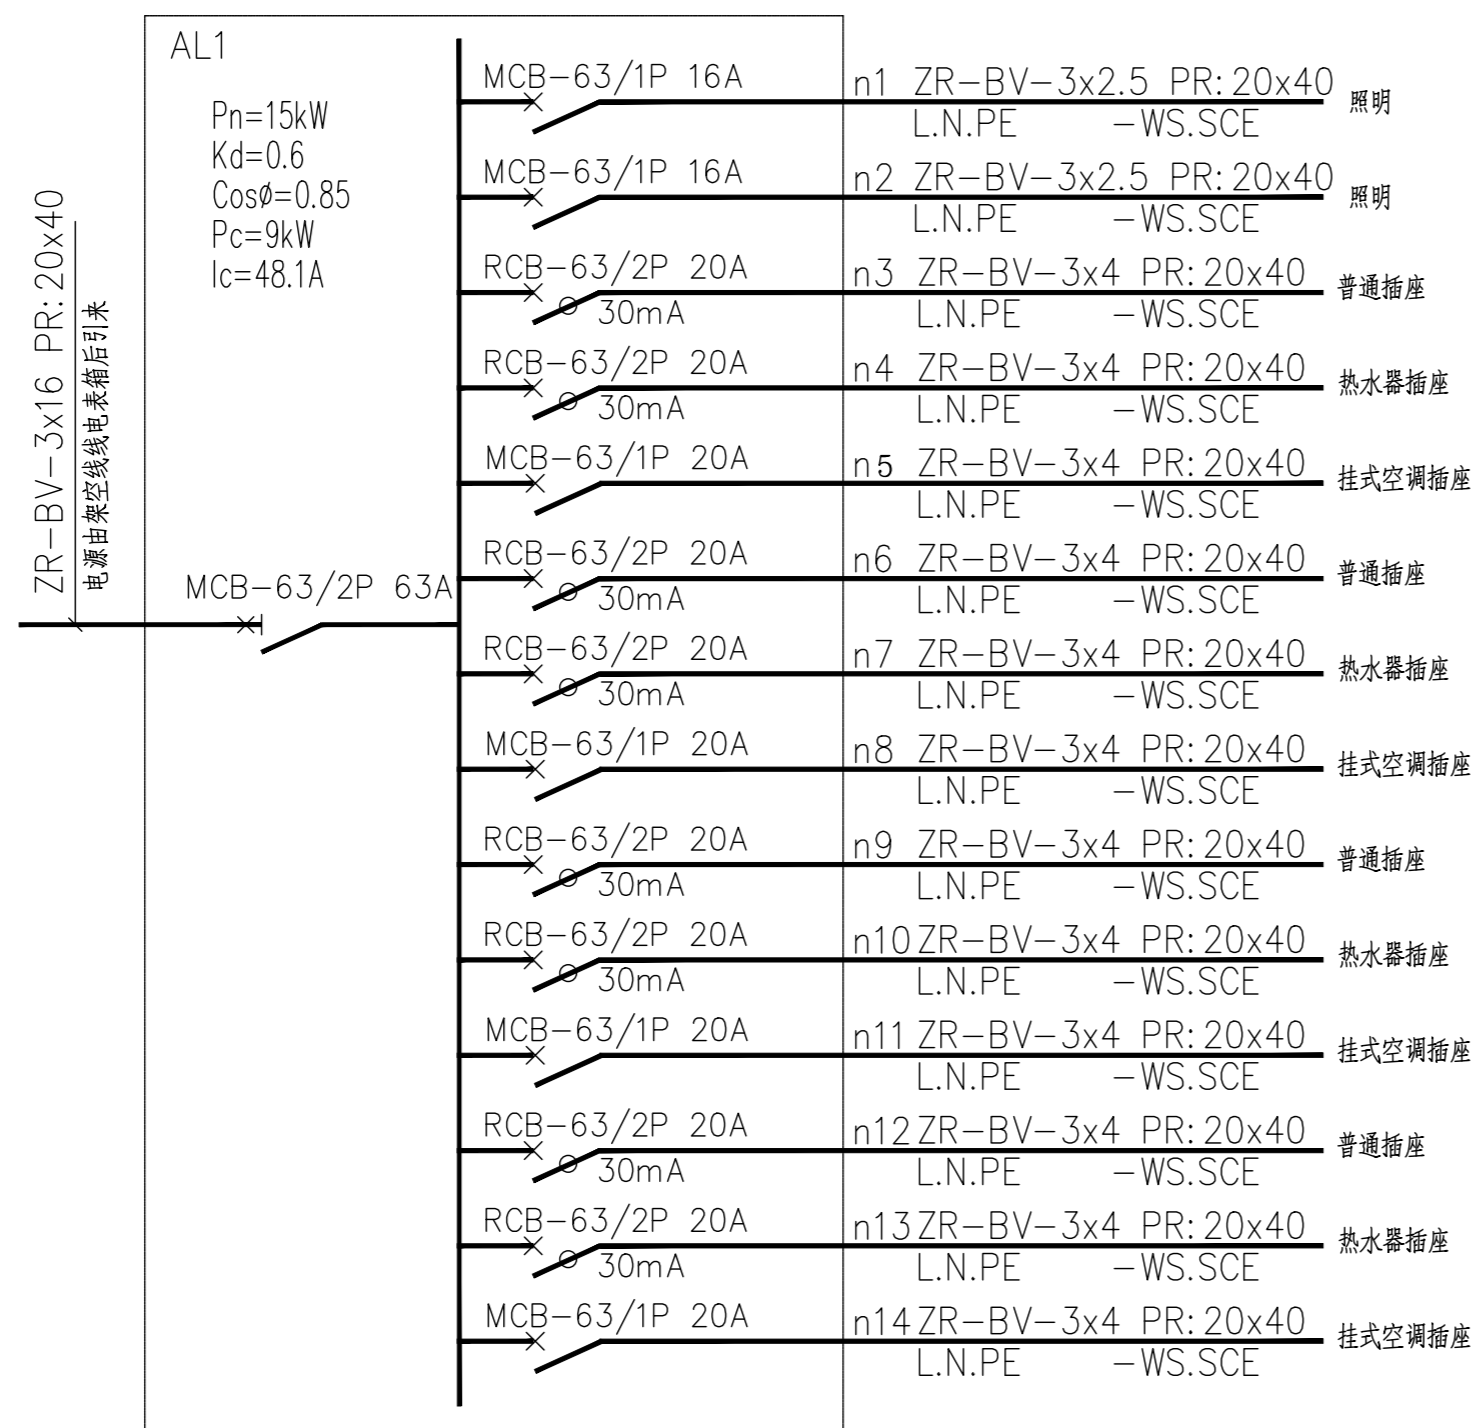 AL1
Pn=15kW
Kd=0.6
Cosø=0.85
Pc=9kW
Ic=48.1A
ZR-BV-3x16 PR:20x40
电源由架空线线电表箱后引来
MCB-63/2P 63A
MCB-63/1P 16A n1 ZR-BV-3x2.5 PR:20x40 照明
L.N.PE -WS.SCE
MCB-63/1P 16A n2 ZR-BV-3x2.5 PR:20x40 照明
L.N.PE -WS.SCE
RCB-63/2P 20A n3 ZR-BV-3x4 PR:20x40 普通插座
30mA L.N.PE -WS.SCE
RCB-63/2P 20A n4 ZR-BV-3x4 PR:20x40 热水器插座
30mA L.N.PE -WS.SCE
MCB-63/1P 20A n5 ZR-BV-3x4 PR:20x40 挂式空调插座
L.N.PE -WS.SCE
RCB-63/2P 20A n6 ZR-BV-3x4 PR:20x40 普通插座
30mA L.N.PE -WS.SCE
RCB-63/2P 20A n7 ZR-BV-3x4 PR:20x40 热水器插座
30mA L.N.PE -WS.SCE
MCB-63/1P 20A n8 ZR-BV-3x4 PR:20x40 挂式空调插座
L.N.PE -WS.SCE
RCB-63/2P 20A n9 ZR-BV-3x4 PR:20x40 普通插座
30mA L.N.PE -WS.SCE
RCB-63/2P 20A n10 ZR-BV-3x4 PR:20x40 热水器插座
30mA L.N.PE -WS.SCE
MCB-63/1P 20A n11 ZR-BV-3x4 PR:20x40 挂式空调插座
L.N.PE -WS.SCE
RCB-63/2P 20A n12 ZR-BV-3x4 PR:20x40 普通插座
30mA L.N.PE -WS.SCE
RCB-63/2P 20A n13 ZR-BV-3x4 PR:20x40 热水器插座
30mA L.N.PE -WS.SCE
MCB-63/1P 20A n14 ZR-BV-3x4 PR:20x40 挂式空调插座
L.N.PE -WS.SCE